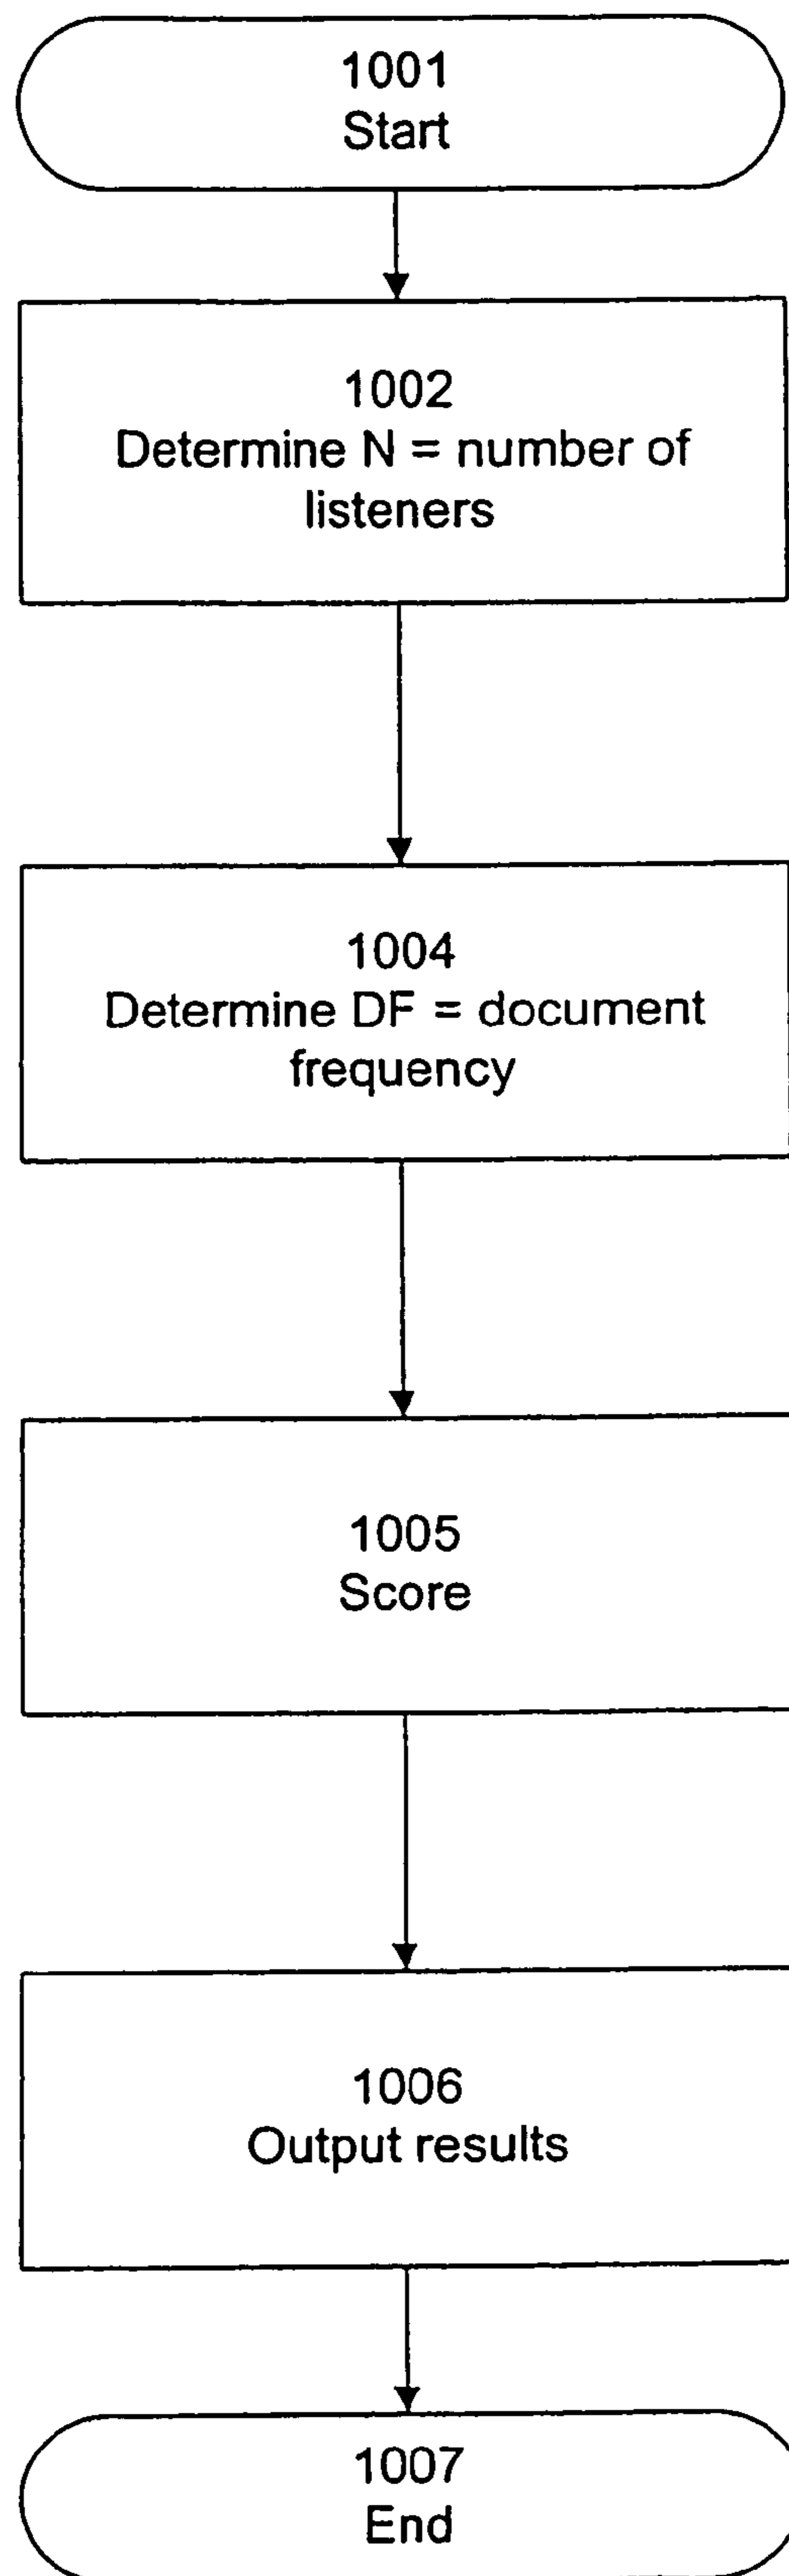 1001
Start
1002
Determine N = number of
listeners
1004
Determine DF = document
frequency
1005
Score
1006
Output results
1007
End